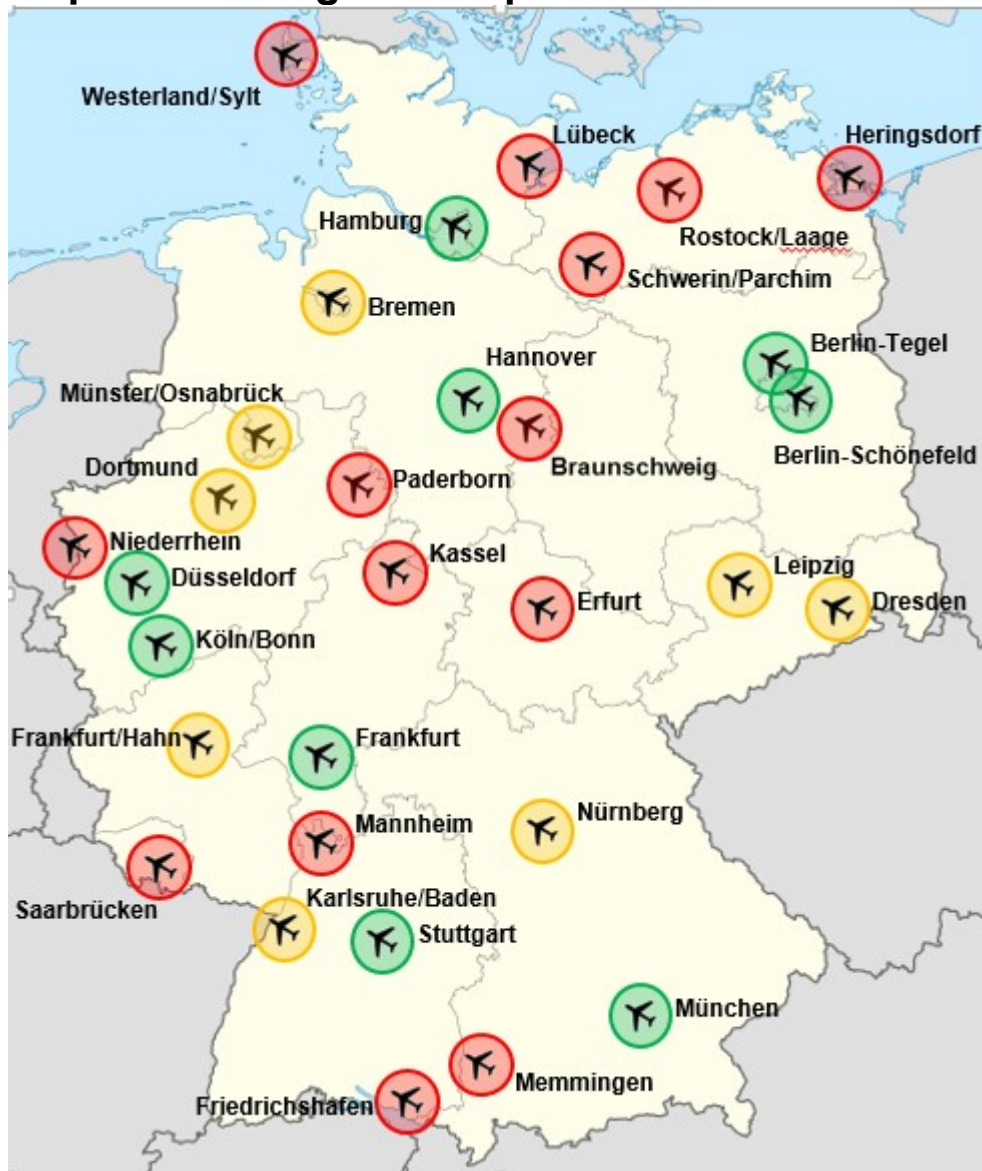 Westerland/Sylt
Lübeck
Heringsdorf
Hamburg
Rostock/Laage
Schwerin/Parchim
Bremen
Berlin-Tegel
Hannover
Münster/Osnabrück
Berlin-Schönefeld
Braunschweig
Dortmund
Paderborn
Niederrhein
Kassel
Leipzig
Düsseldorf
Erfurt
Dresden
Köln/Bonn
Frankfurt/Hahn
Frankfurt
Nürnberg
Mannheim
Karlsruhe/Baden
Saarbrücken
Stuttgart
München
Memmingen
Friedrichshafen